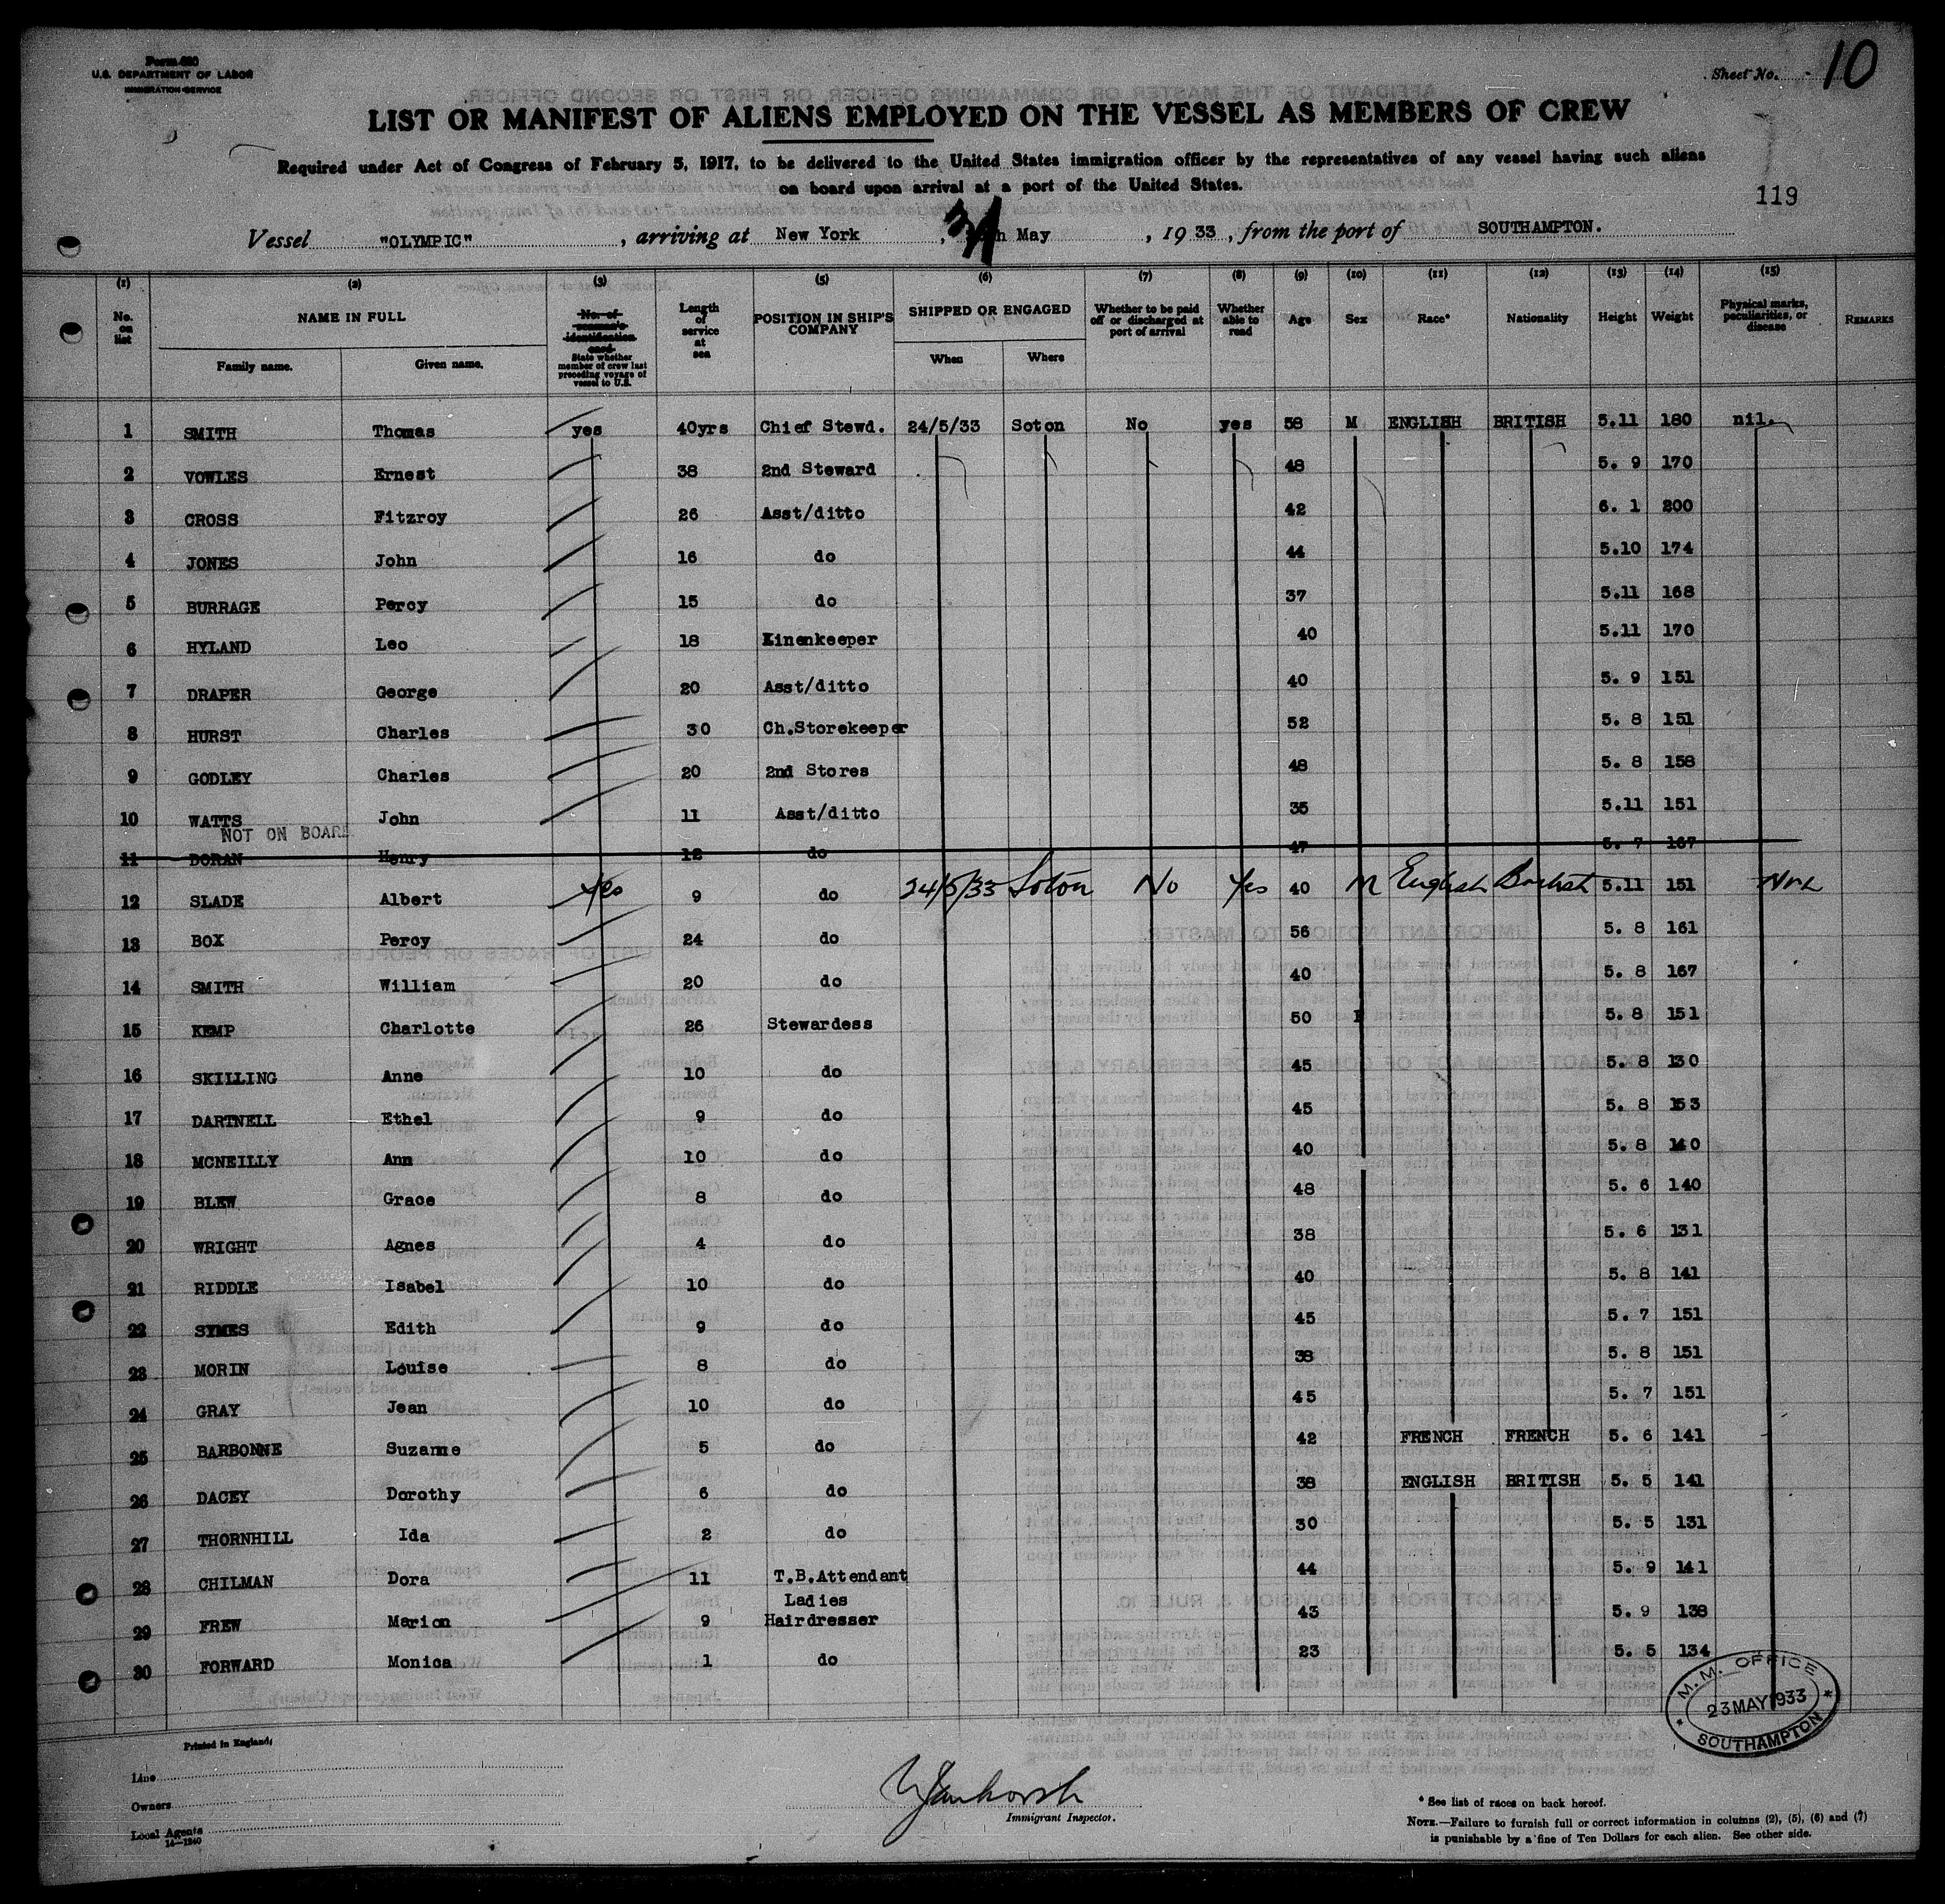 Form 680
U.S. DEPARTMENT OF LABOR
IMMIGRATION SERVICE
Sheet No. 10
LIST OR MANIFEST OF ALIENS EMPLOYED ON THE VESSEL AS MEMBERS OF CREW
Required under Act of Congress of February 5, 1917, to be delivered to the United States immigration officer by the representatives of any vessel having such aliens
on board upon arrival at a port of the United States.
119
Vessel "OLYMPIC", arriving at New York, May, 1933, from the port of SOUTHAMPTON.
(1) (2) (3) (5) (6) (7) (8) (9) (10) (11) (12) (13) (14) (15)
No. on list NAME IN FULL Family name. Given name. No. of seaman's identification card State whether member of crew last preceding voyage of vessel to U.S. Length of service at sea POSITION IN SHIP'S COMPANY SHIPPED OR ENGAGED When Where Whether to be paid off or discharged at port of arrival Whether able to read Age Sex Race* Nationality Height Weight Physical marks, peculiarities, or disease REMARKS
1 SMITH Thomas yes 40yrs Chief Stewd. 24/5/33 Soton No yes 58 M ENGLISH BRITISH 5.11 180 nil.
2 VOWLES Ernest 38 2nd Steward 48 5. 9 170
3 CROSS Fitzroy 26 Asst/ditto 42 6. 1 200
4 JONES John 16 do 44 5.10 174
5 BURRAGE Percy 15 do 37 5.11 168
6 HYLAND Leo 18 Linenkeeper 40 5.11 170
7 DRAPER George 20 Asst/ditto 40 5. 9 151
8 HURST Charles 30 Ch.Storekeeper 52 5. 8 151
9 GODLEY Charles 20 2nd Stores 48 5. 8 158
10 WATTS John 11 Asst/ditto 35 5.11 151
NOT ON BOARD
11 DORAN Henry 12 do 47 5. 7 167
12 SLADE Albert Yes 9 do 24/5/33 Soton No Yes 40 M English British 5.11 151 Nil
13 BOX Percy 24 do 56 5. 8 161
14 SMITH William 20 do 40 5. 8 167
15 KEMP Charlotte 26 Stewardess 50 F 5. 8 151
16 SKILLING Anne 10 do 45 5. 8 130
17 DARTNELL Ethel 9 do 45 5. 8 153
18 MCNEILLY Ann 10 do 40 5. 8 140
19 BLEW Grace 8 do 48 5. 6 140
20 WRIGHT Agnes 4 do 38 5. 6 131
21 RIDDLE Isabel 10 do 40 5. 8 141
22 SYMES Edith 9 do 45 5. 7 151
23 MORIN Louise 8 do 38 5. 8 151
24 GRAY Jean 10 do 45 5. 7 151
25 BARBONNE Suzanne 5 do 42 FRENCH FRENCH 5. 6 141
26 DACEY Dorothy 6 do 38 ENGLISH BRITISH 5. 5 141
27 THORNHILL Ida 2 do 30 5. 5 131
28 CHILMAN Dora 11 T.B.Attendant 44 5. 9 141
29 FREW Marion 9 Ladies Hairdresser 43 5. 9 138
30 FORWARD Monica 1 do 23 5. 5 134
M.M. OFFICE
23 MAY 1933
SOUTHAMPTON
Printed in England.
Line
Owners
Local Agents
14-1240
Immigrant Inspector.
* See list of races on back hereof.
NOTE.—Failure to furnish full or correct information in columns (2), (5), (6) and (7)
is punishable by a fine of Ten Dollars for each alien. See other side.